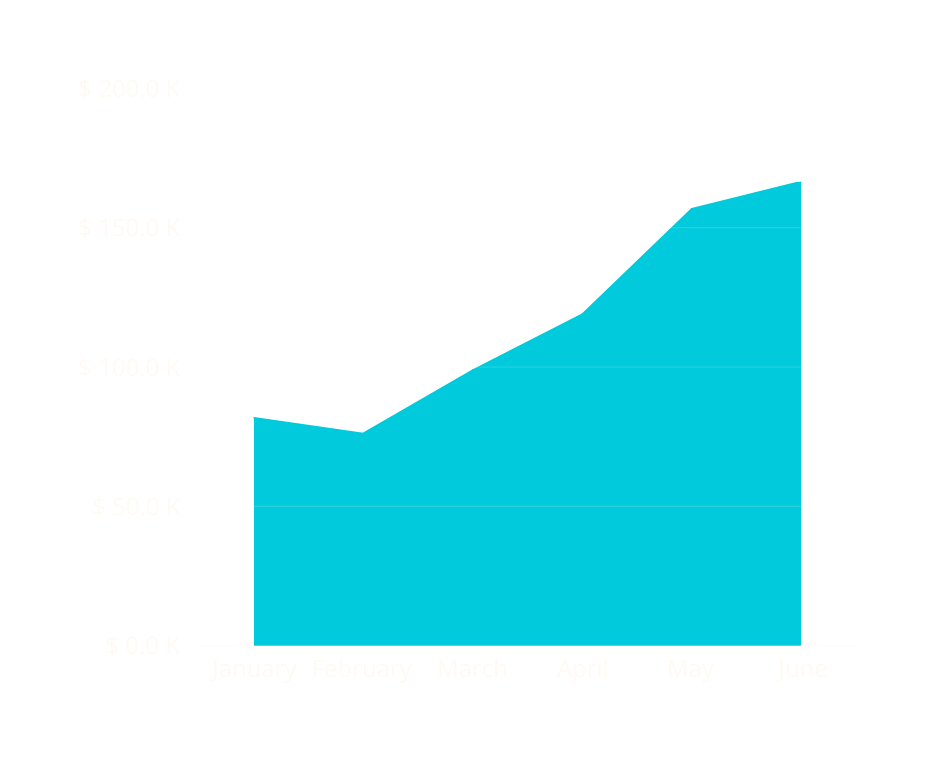 $ 200.0 K
$ 150.0 K
$ 100.0 K
$ 50.0 K
$ 0.0 K
January February March April May June